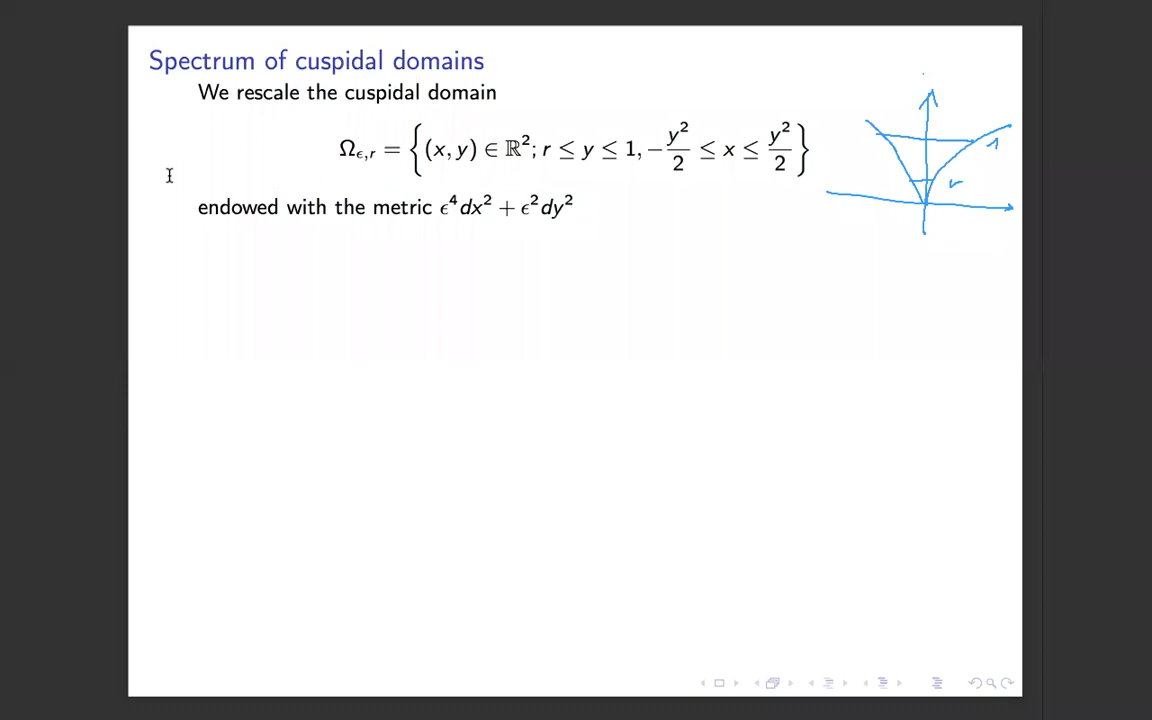 Spectrum of cuspidal domains
We rescale the cuspidal domain
Ω_{ϵ,r} = { (x, y) ∈ ℝ²; r ≤ y ≤ 1, −y²/2 ≤ x ≤ y²/2 }
endowed with the metric ϵ⁴dx² + ϵ²dy²
1
r